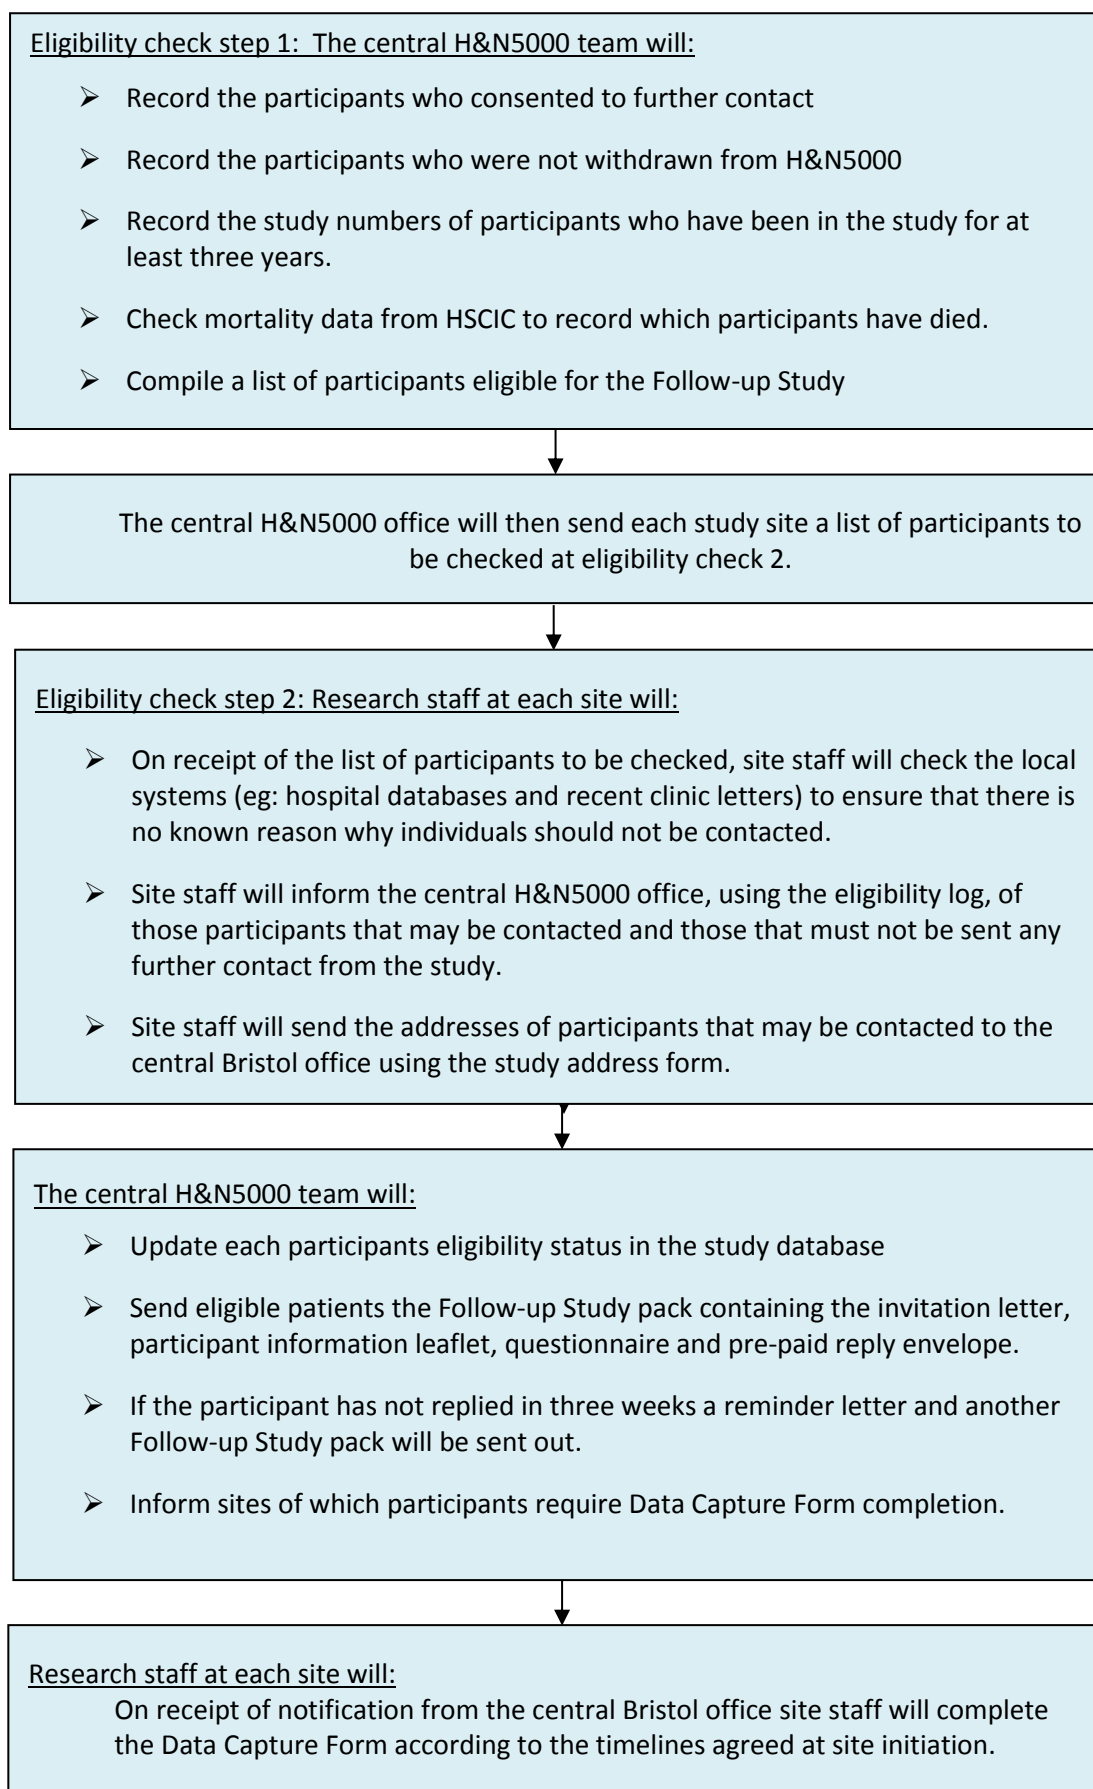 Eligibility check step 1:  The central H&N5000 team will:
➢ Record the participants who consented to further contact
➢ Record the participants who were not withdrawn from H&N5000
➢ Record the study numbers of participants who have been in the study for at
least three years.
➢ Check mortality data from HSCIC to record which participants have died.
➢ Compile a list of participants eligible for the Follow-up Study
The central H&N5000 office will then send each study site a list of participants to
be checked at eligibility check 2.
Eligibility check step 2: Research staff at each site will:
➢ On receipt of the list of participants to be checked, site staff will check the local
systems (eg: hospital databases and recent clinic letters) to ensure that there is
no known reason why individuals should not be contacted.
➢ Site staff will inform the central H&N5000 office, using the eligibility log, of
those participants that may be contacted and those that must not be sent any
further contact from the study.
➢ Site staff will send the addresses of participants that may be contacted to the
central Bristol office using the study address form.
The central H&N5000 team will:
➢ Update each participants eligibility status in the study database
➢ Send eligible patients the Follow-up Study pack containing the invitation letter,
participant information leaflet, questionnaire and pre-paid reply envelope.
➢ If the participant has not replied in three weeks a reminder letter and another
Follow-up Study pack will be sent out.
➢ Inform sites of which participants require Data Capture Form completion.
Research staff at each site will:
On receipt of notification from the central Bristol office site staff will complete
the Data Capture Form according to the timelines agreed at site initiation.